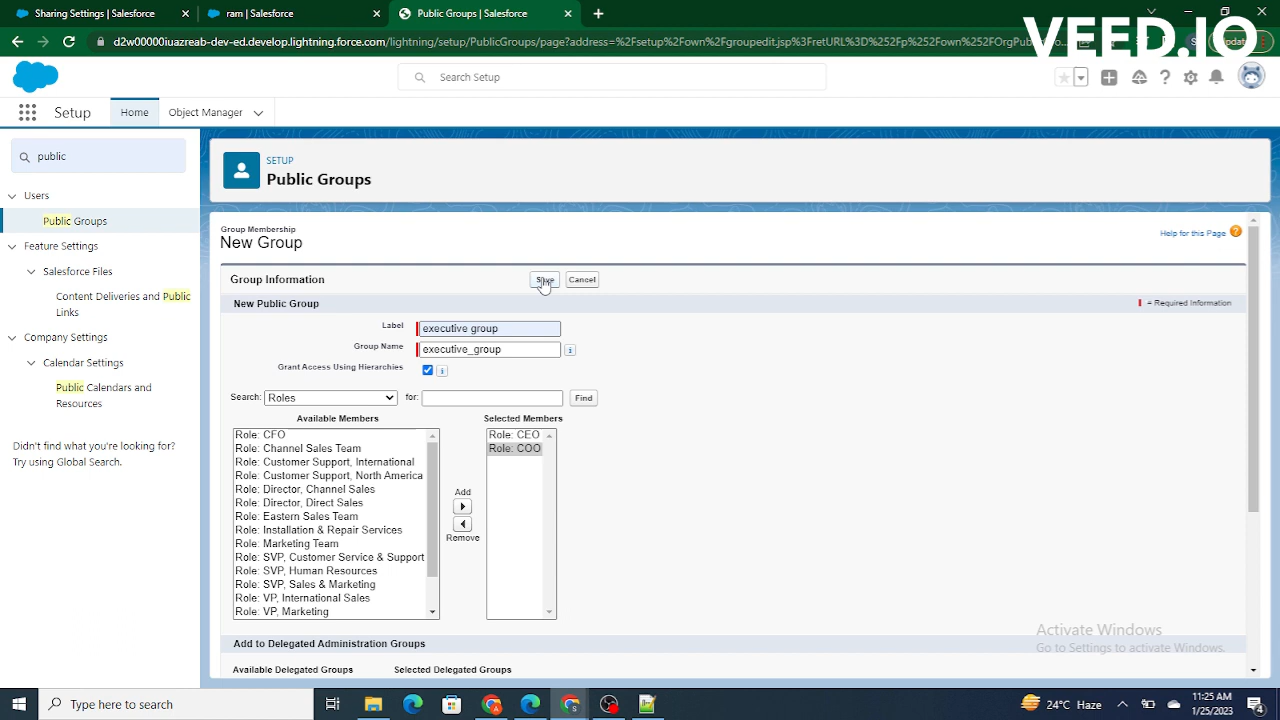 Sharing Settings | Salesforce
ram | Salesforce
Public Groups | Salesforce
d2w00000iuazreab-dev-ed.develop.lightning.force.com/lightning/setup/PublicGroups/page?address=%2Fsetup%2Fown%2Fgroupedit.jsp%3FretURL%3D%252Fp%252Fown%252FOrgPublic
VEED.IO
Search Setup
Setup
Home
Object Manager
public
Users
Public Groups
Feature Settings
Salesforce Files
Content Deliveries and Public
Links
Company Settings
Calendar Settings
Public Calendars and
Resources
Didn't find what you're looking for?
Try using Global Search.
SETUP
Public Groups
Group Membership
New Group
Help for this Page
Group Information
Save
Cancel
New Public Group
= Required Information
Label
executive group
Group Name
executive_group
Grant Access Using Hierarchies
Search: Roles for: Find
Available Members
Selected Members
Role: CFO
Role: Channel Sales Team
Role: Customer Support, International
Role: Customer Support, North America
Role: Director, Channel Sales
Role: Director, Direct Sales
Role: Eastern Sales Team
Role: Installation & Repair Services
Role: Marketing Team
Role: SVP, Customer Service & Support
Role: SVP, Human Resources
Role: SVP, Sales & Marketing
Role: VP, International Sales
Role: VP, Marketing
Add
Remove
Role: CEO
Role: COO
Add to Delegated Administration Groups
Available Delegated Groups
Selected Delegated Groups
Activate Windows
Go to Settings to activate Windows.
Type here to search
24°C Haze
11:25 AM
1/25/2023
4